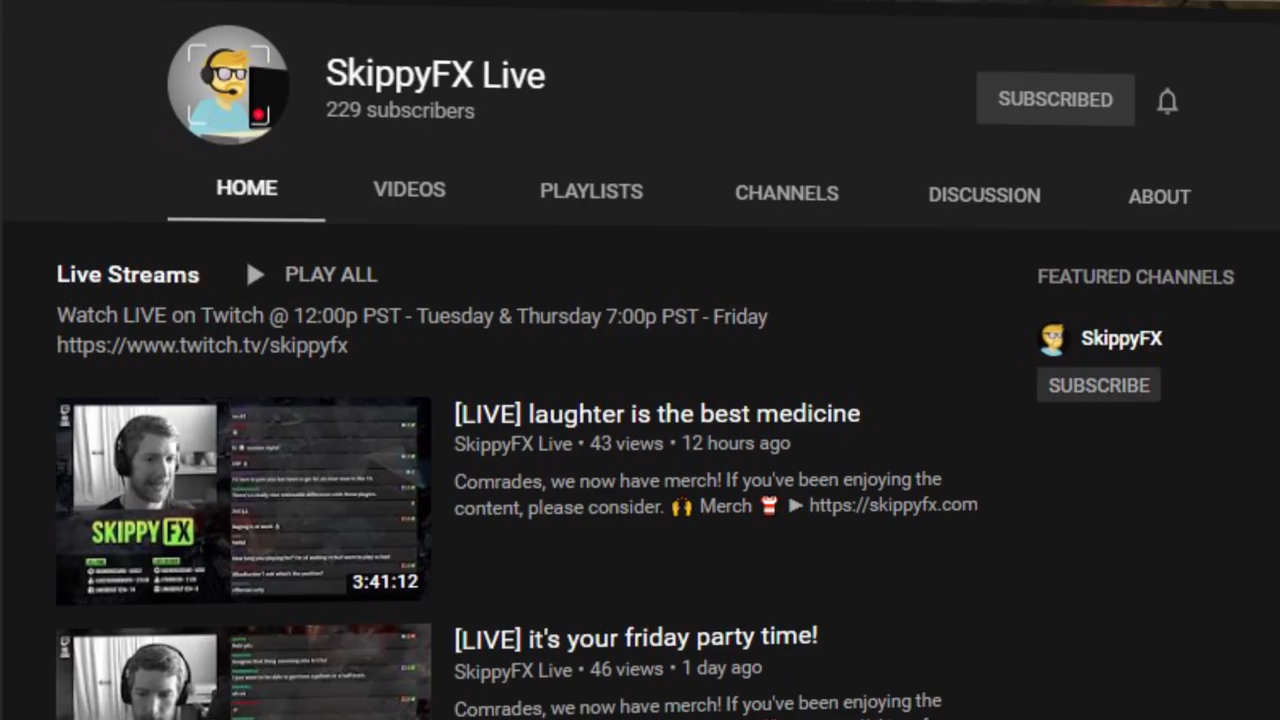 SkippyFX Live
229 subscribers
SUBSCRIBED
HOME
VIDEOS
PLAYLISTS
CHANNELS
DISCUSSION
ABOUT
Live Streams
PLAY ALL
Watch LIVE on Twitch @ 12:00p PST - Tuesday & Thursday 7:00p PST - Friday
https://www.twitch.tv/skippyfx
FEATURED CHANNELS
SkippyFX
SUBSCRIBE
SKIPPY FX
3:41:12
[LIVE] laughter is the best medicine
SkippyFX Live • 43 views • 12 hours ago
Comrades, we now have merch! If you've been enjoying the
content, please consider. 🙌 Merch 👚 ► https://skippyfx.com
[LIVE] it's your friday party time!
SkippyFX Live • 46 views • 1 day ago
Comrades, we now have merch! If you've been enjoying the